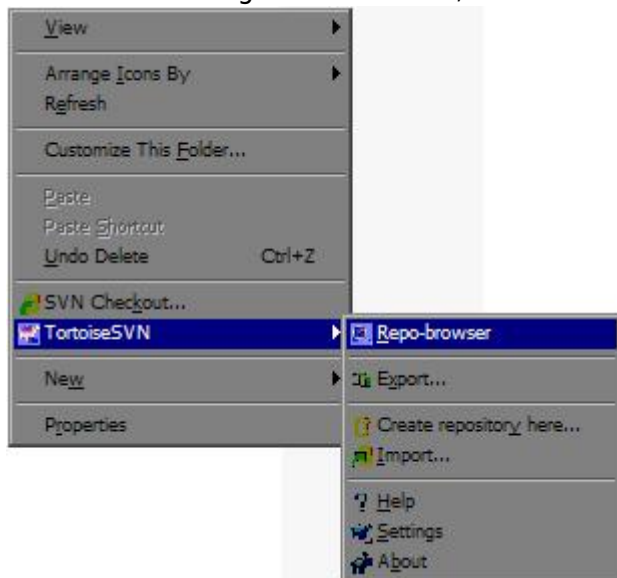 View
Arrange Icons By
Refresh
Customize This Folder...
Paste
Paste Shortcut
Undo Delete Ctrl+Z
SVN Checkout...
TortoiseSVN
New
Properties
Repo-browser
Export...
Create repository here...
Import...
Help
Settings
About